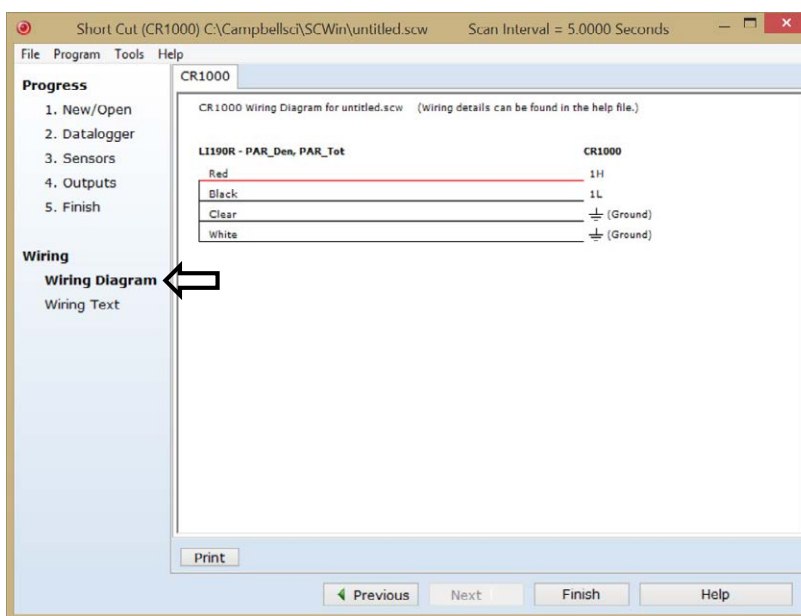 Short Cut (CR1000) C:\Campbellsci\SCWin\untitled.scw Scan Interval = 5.0000 Seconds
File Program Tools Help
Progress
1. New/Open
2. Datalogger
3. Sensors
4. Outputs
5. Finish
Wiring
Wiring Diagram
Wiring Text
CR1000
CR1000 Wiring Diagram for untitled.scw (Wiring details can be found in the help file.)
LI190R - PAR_Den, PAR_Tot CR1000
Red 1H
Black 1L
Clear (Ground)
White (Ground)
Print
Previous Next Finish Help